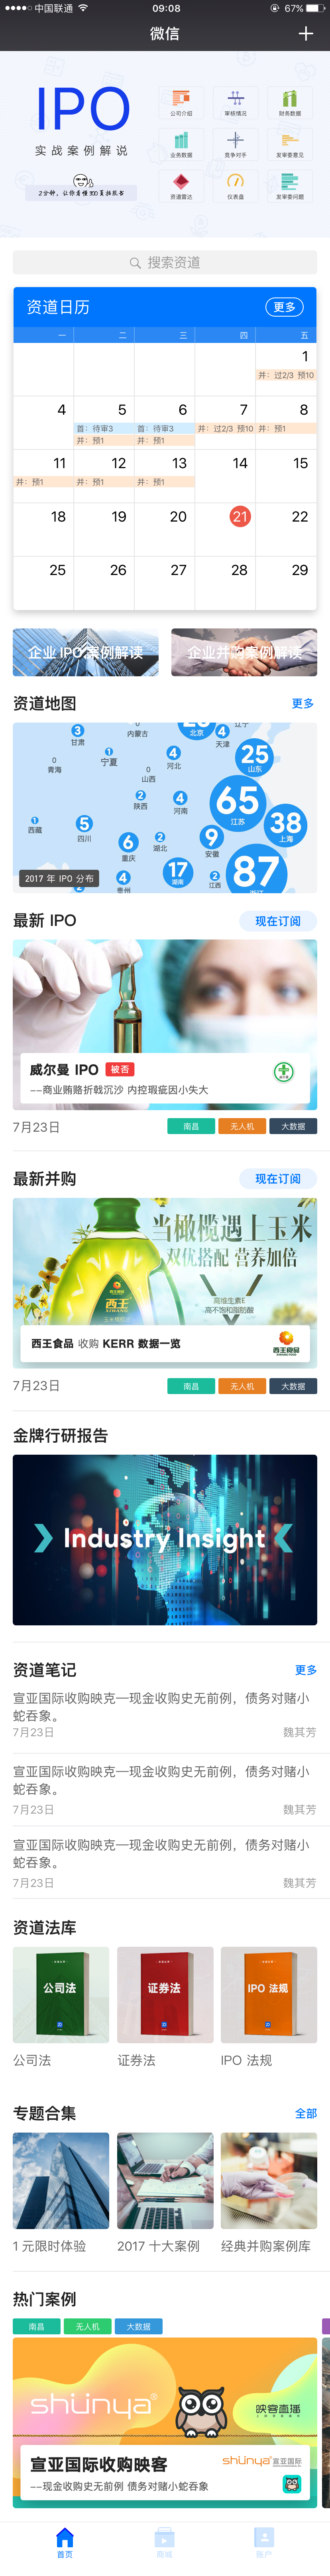 中国联通
09:08
67%
微信
IPO
实战案例解说
2分钟，让你看懂300页招股书
公司介绍
审核情况
财务数据
业务数据
竞争对手
发审委意见
资道雷达
仪表盘
发审委问题
搜索资道
资道日历
更多
一 二 三 四 五
1
并：过2/3 预10
4 5 6 7 8
首：待审3
首：待审3
并：过2/3 预10
并：预1
并：预1
并：预1
11 12 13 14 15
并：预1
并：预1
并：预1
18 19 20 21 22
25 26 27 28 29
企业 IPO 案例解读
企业并购案例解读
资道地图
更多
3
甘肃
0
内蒙古
北京
4
天津
辽宁
0
青海
1
宁夏
0
山西
4
河北
25
山东
2
陕西
4
河南
65
江苏
1
西藏
5
四川
6
重庆
2
湖北
9
安徽
38
上海
4
贵州
17
湖南
2
江西
87
2017 年 IPO 分布
最新 IPO
现在订阅
威尔曼 IPO
被否
--商业贿赂折戟沉沙 内控瑕疵因小失大
7月23日
南昌
无人机
大数据
最新并购
现在订阅
当橄榄遇上玉米
双优搭配 营养加倍
西王
高维生素E
高不饱和脂肪酸
西王食品 收购 KERR 数据一览
西王食品
7月23日
南昌
无人机
大数据
金牌行研报告
Industry Insight
资道笔记
更多
宣亚国际收购映克—现金收购史无前例，债务对赌小
蛇吞象。
7月23日
魏其芳
宣亚国际收购映克—现金收购史无前例，债务对赌小
蛇吞象。
7月23日
魏其芳
宣亚国际收购映克—现金收购史无前例，债务对赌小
蛇吞象。
7月23日
魏其芳
资道法库
公司法
证券法
IPO 法规
公司法
证券法
IPO 法规
专题合集
全部
1 元限时体验
2017 十大案例
经典并购案例库
热门案例
南昌
无人机
大数据
shunya
映客直播
宣亚国际收购映客
shunya 宣亚国际
--现金收购史无前例 债务对赌小蛇吞象
首页
商城
账户